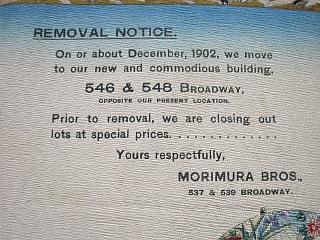 REMOVAL NOTICE.
On or about December, 1902, we move
to our new and commodious building,
546 & 548 BROADWAY,
OPPOSITE OUR PRESENT LOCATION.
Prior to removal, we are closing out
lots at special prices. . . . . . . . . . . . .
Yours respectfully,
MORIMURA BROS.,
537 & 539 BROADWAY.